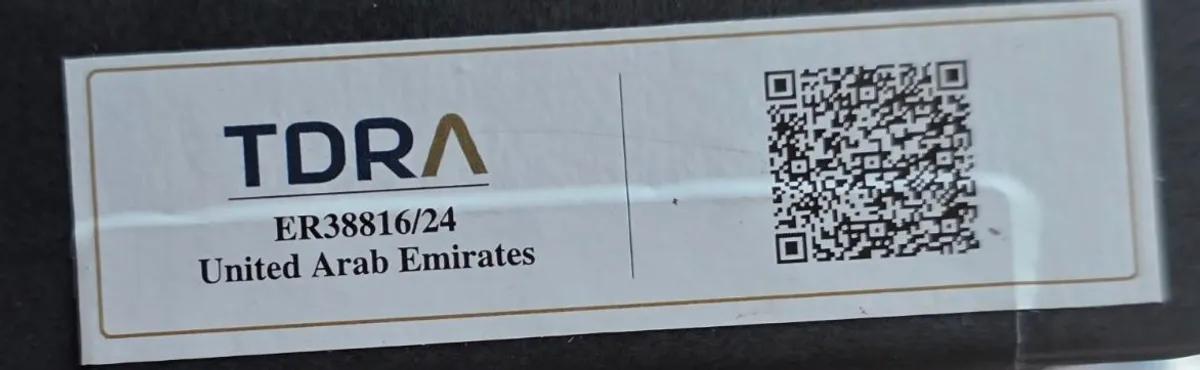 TDRA
ER38816/24
United Arab Emirates